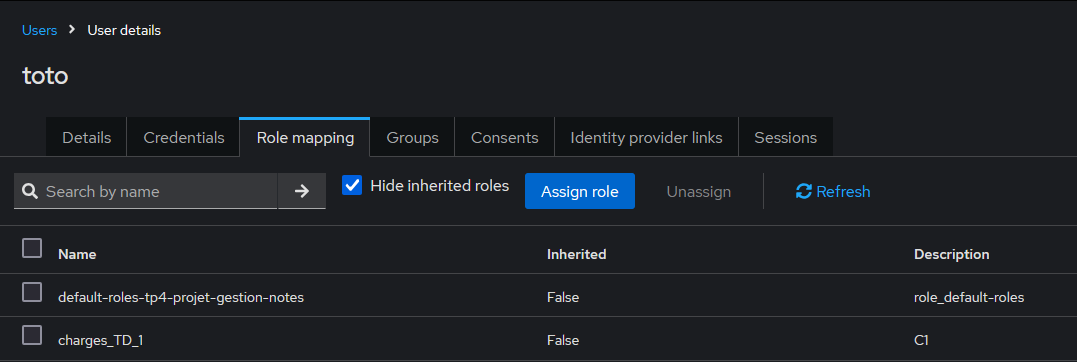 Users > User details
toto
Details Credentials Role mapping Groups Consents Identity provider links Sessions
Search by name Hide inherited roles Assign role Unassign Refresh
Name Inherited Description
default-roles-tp4-projet-gestion-notes False role_default-roles
charges_TD_1 False C1